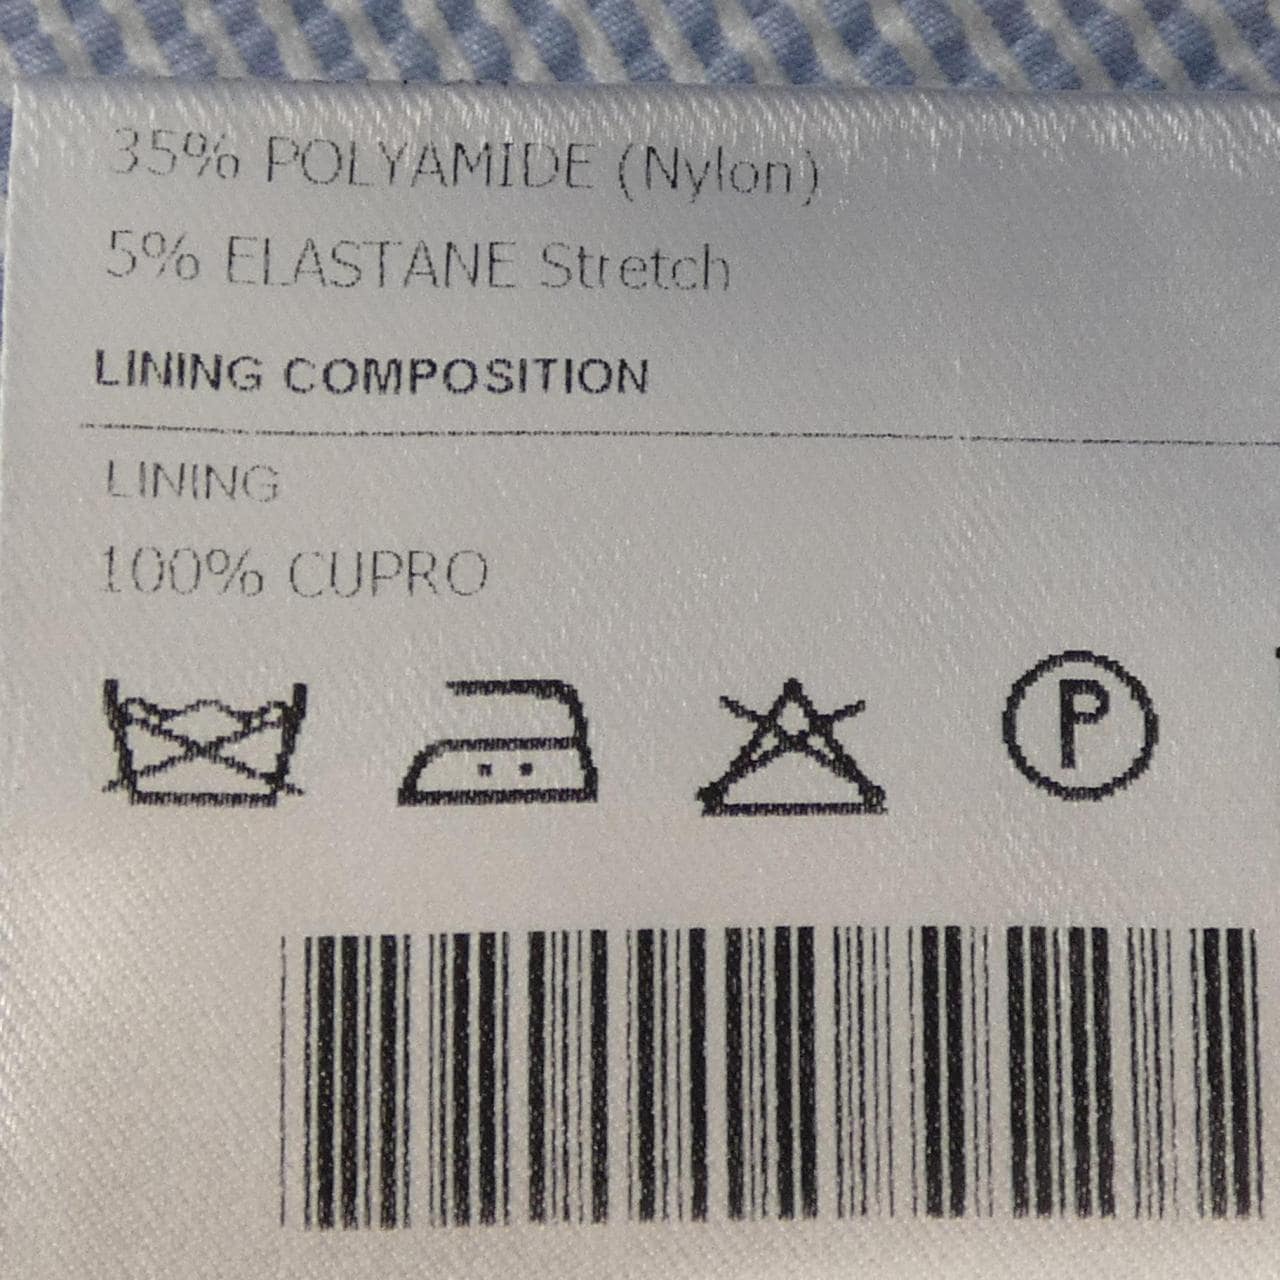 35% POLYAMIDE (Nylon)
5% ELASTANE Stretch
LINING COMPOSITION
LINING
100% CUPRO
P